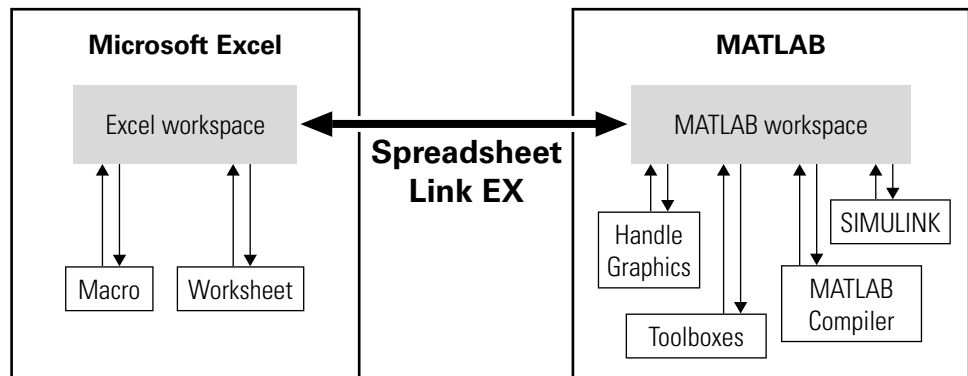 Microsoft Excel
MATLAB
Excel workspace
MATLAB workspace
Spreadsheet
Link EX
Macro
Worksheet
Handle
Graphics
Toolboxes
MATLAB
Compiler
SIMULINK